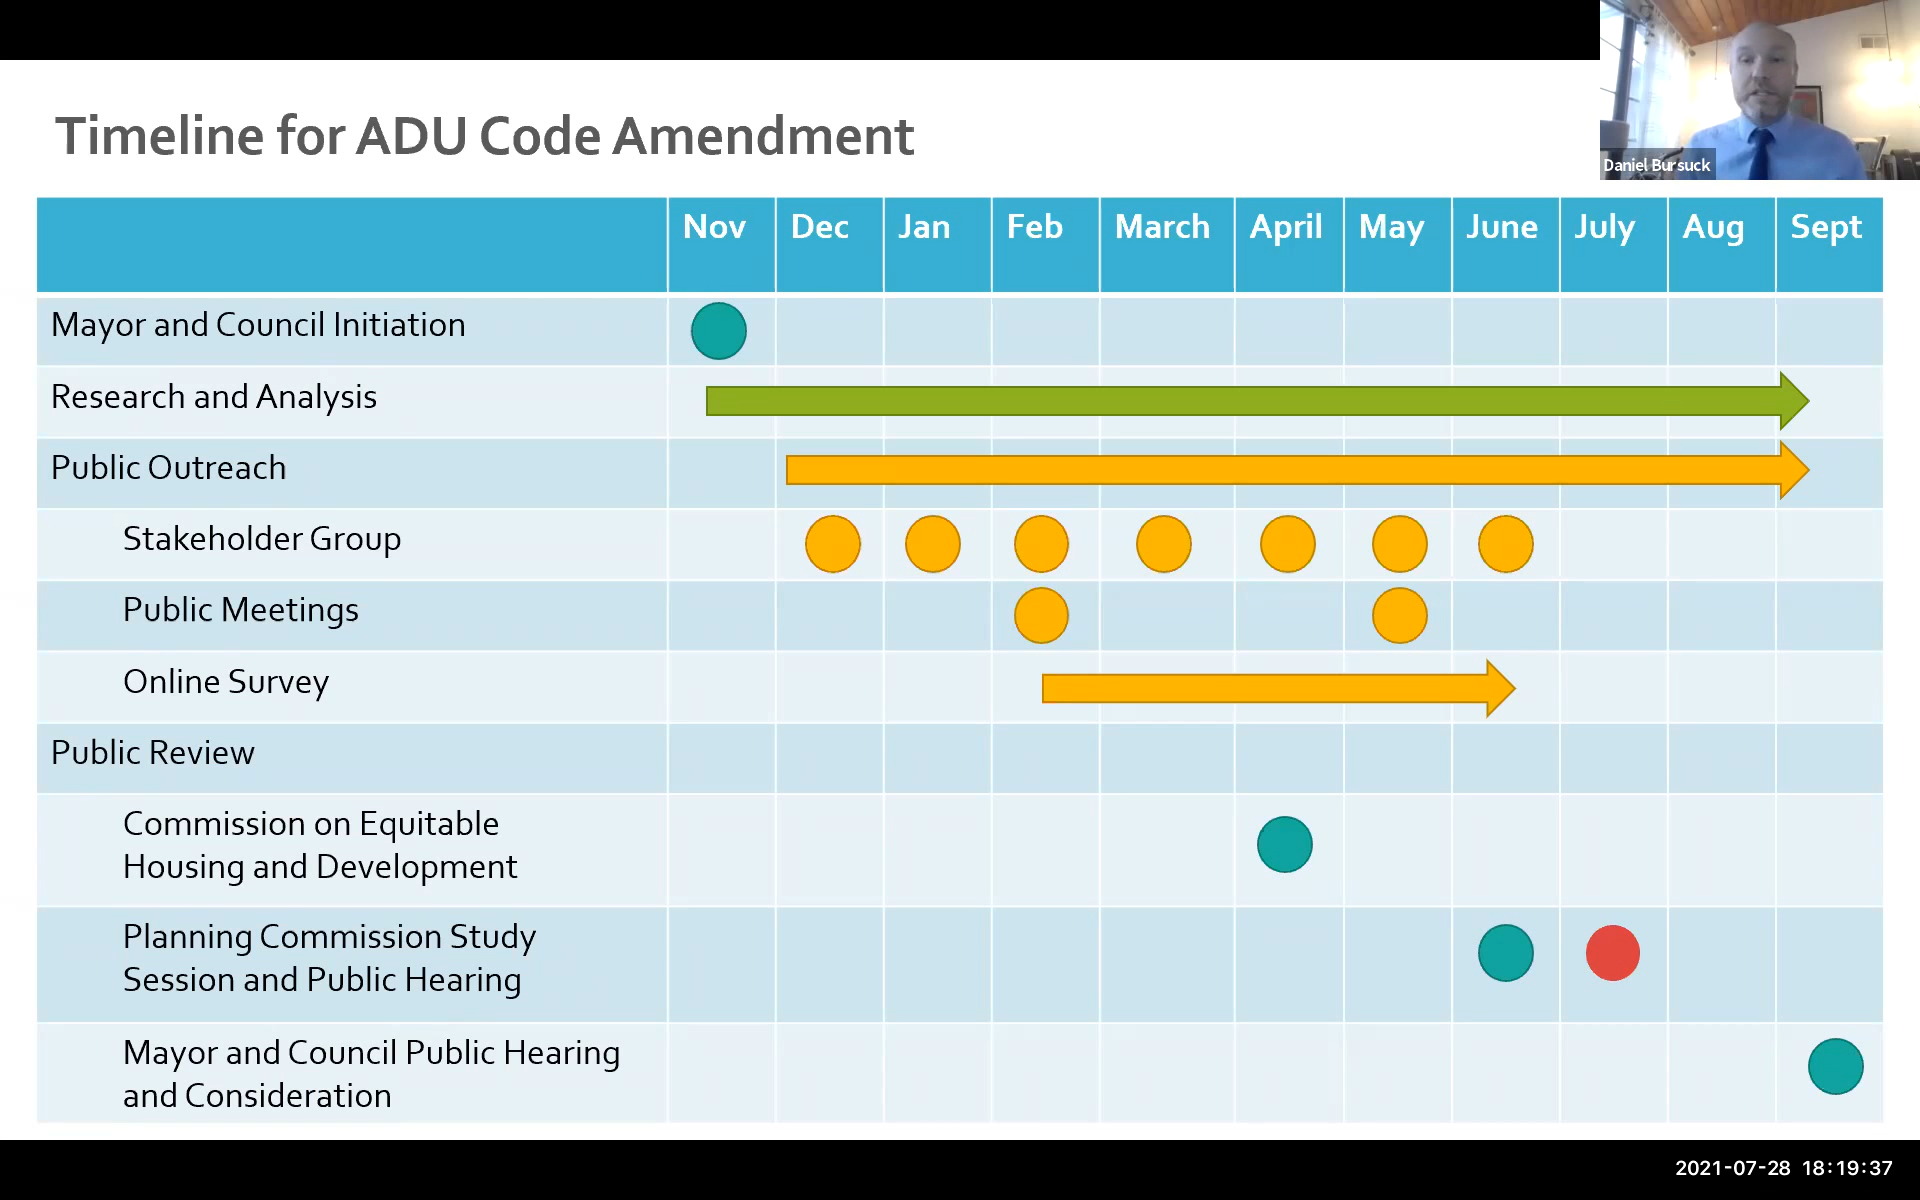 Daniel Bursuck
Timeline for ADU Code Amendment
Nov Dec Jan Feb March April May June July Aug Sept
Mayor and Council Initiation
Research and Analysis
Public Outreach
Stakeholder Group
Public Meetings
Online Survey
Public Review
Commission on Equitable
Housing and Development
Planning Commission Study
Session and Public Hearing
Mayor and Council Public Hearing
and Consideration
2021-07-28 18:19:37